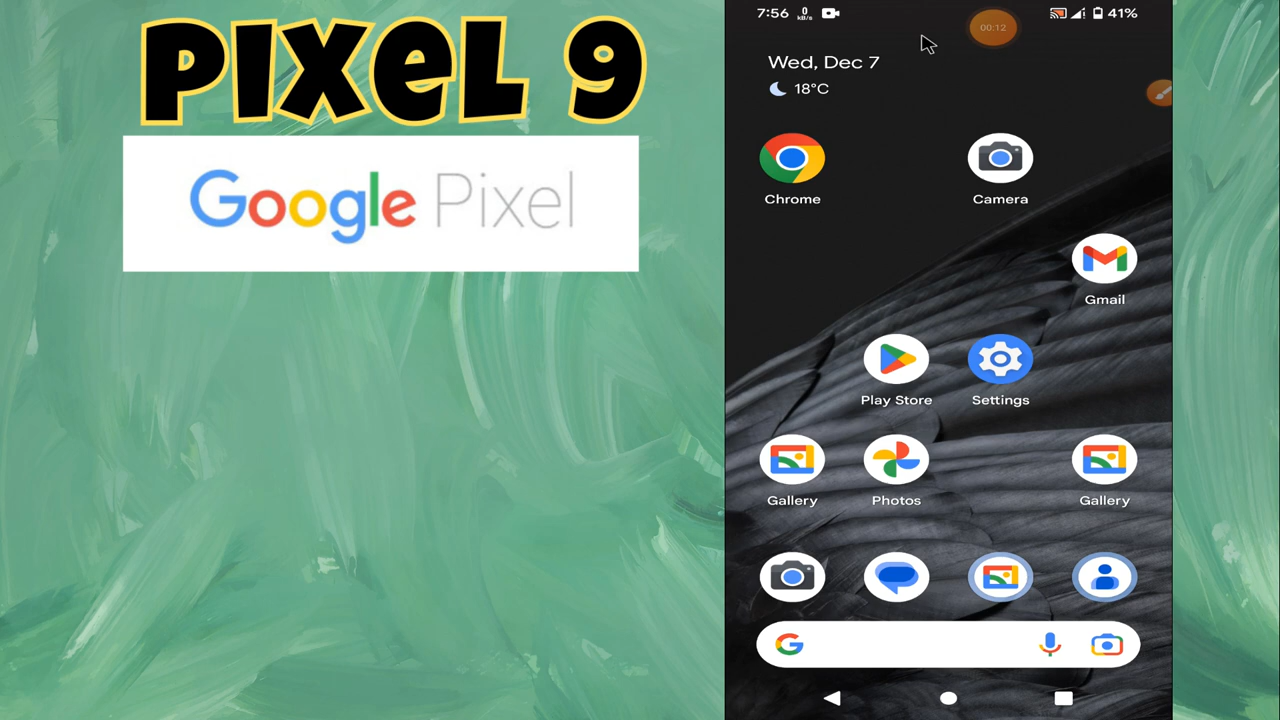 PIXEL 9
Google Pixel
7:56 0 kB/s 41%
00:12
Wed, Dec 7
18°C
Chrome Camera
Gmail
Play Store Settings
Gallery Photos Gallery